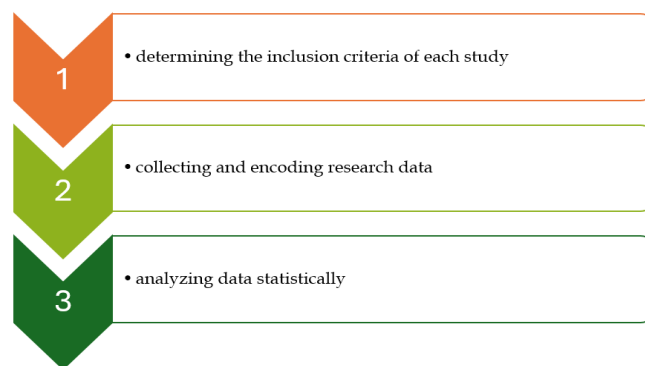 1
• determining the inclusion criteria of each study
2
• collecting and encoding research data
3
• analyzing data statistically